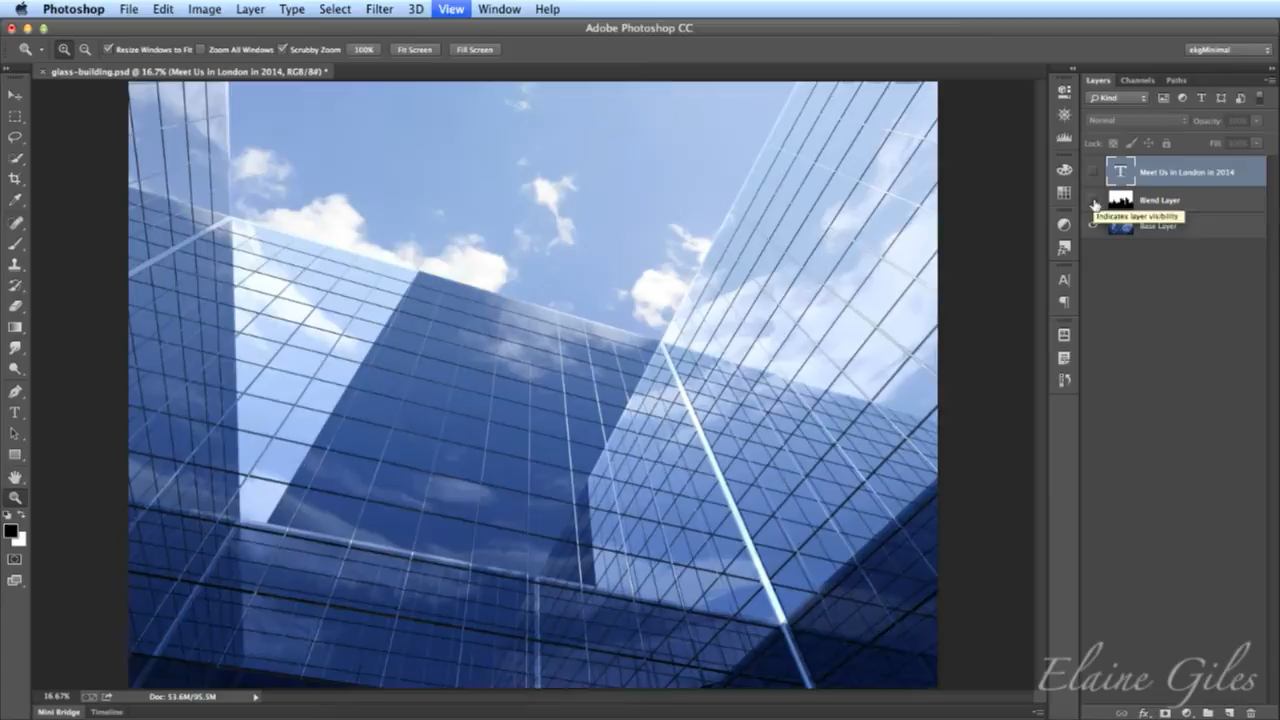 Photoshop File Edit Image Layer Type Select Filter 3D View Window Help
Adobe Photoshop CC
Resize Windows to Fit Zoom All Windows Scrubby Zoom 100% Fit Screen Fill Screen ekgMinimal
glass-building.psd @ 16.7% (Meet Us in London in 2014, RGB/8#) *
Layers Channels Paths
Kind
Normal Opacity: 100%
Lock: Fill: 100%
Meet Us in London in 2014
Blend Layer
Indicates layer visibility
Base Layer
Elaine Giles
16.67% Doc: 53.6M/95.5M
Mini Bridge Timeline